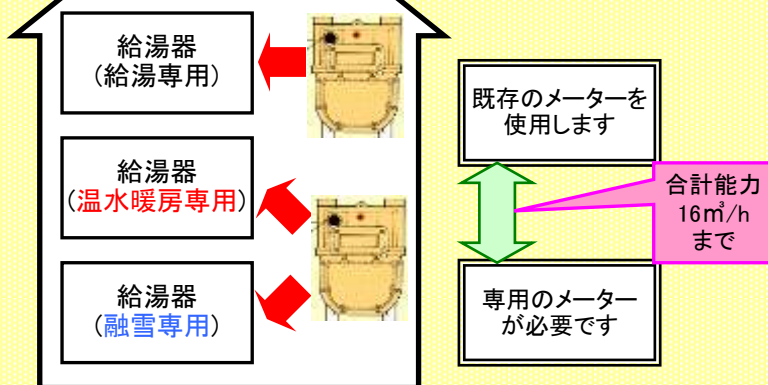 給湯器
(給湯専用)
給湯器
(温水暖房専用)
給湯器
(融雪専用)
既存のメーターを
使用します
合計能力
16㎥/h
まで
専用のメーター
が必要です